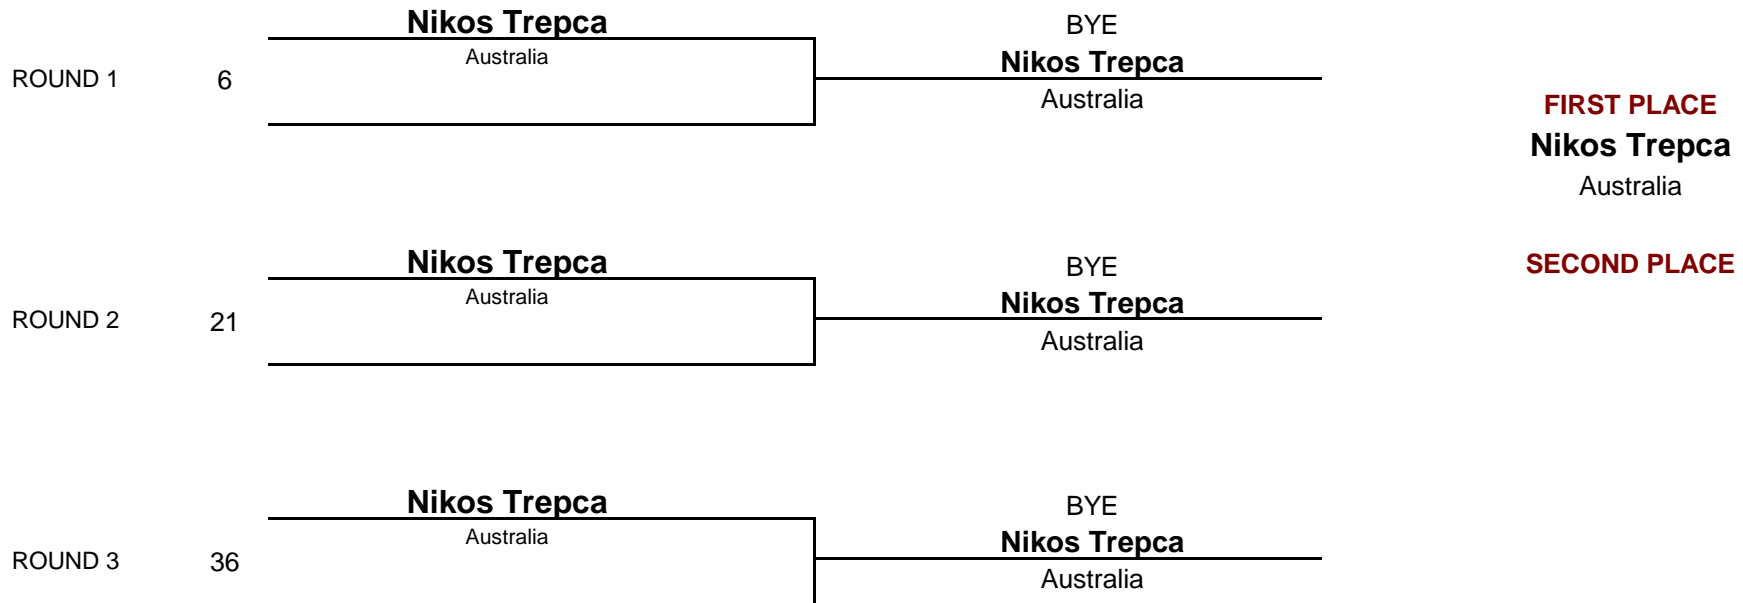 Nikos Trepca
BYE
Australia
Nikos Trepca
ROUND 1
6
Australia
FIRST PLACE
Nikos Trepca
Australia
Nikos Trepca
BYE
SECOND PLACE
Australia
Nikos Trepca
ROUND 2
21
Australia
Nikos Trepca
BYE
Australia
Nikos Trepca
ROUND 3
36
Australia